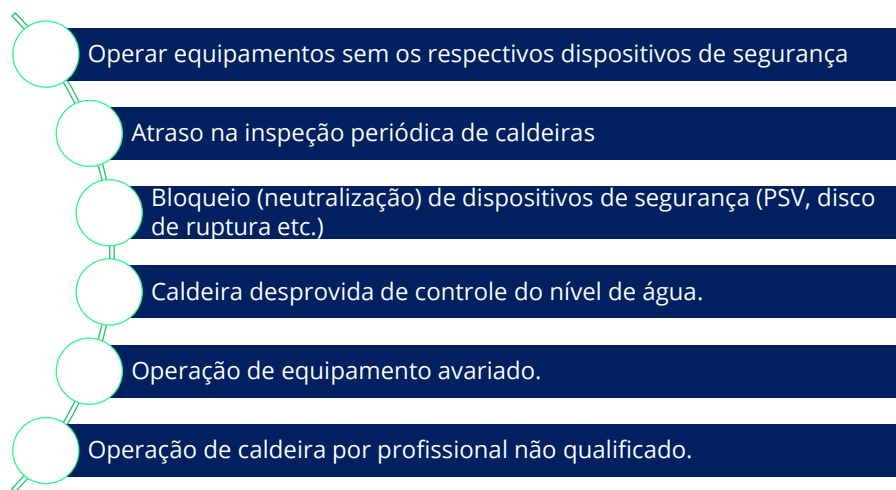 Operar equipamentos sem os respectivos dispositivos de segurança
Atraso na inspeção periódica de caldeiras
Bloqueio (neutralização) de dispositivos de segurança (PSV, disco
de ruptura etc.)
Caldeira desprovida de controle do nível de água.
Operação de equipamento avariado.
Operação de caldeira por profissional não qualificado.